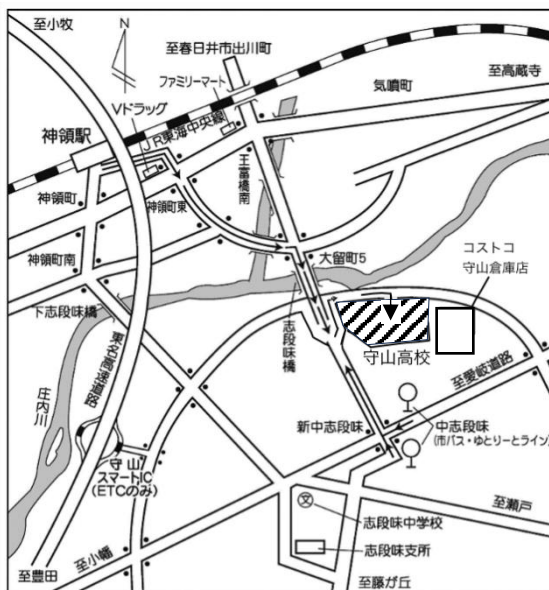 至小牧
N
至春日井市出川町
ファミリーマート
気噴町
至高蔵寺
Vドラッグ
JR東海中央線
神領駅
王富橋南
神領町
神領町東
神領町南
大留町5
コストコ
守山倉庫店
下志段味橋
志段味橋
守山高校
東名高速道路
庄内川
至愛岐道路
新中志段味
中志段味
(市バス・ゆとりーとライン)
守山
スマートIC
(ETCのみ)
文
志段味中学校
至瀬戸
志段味支所
至小幡
至豊田
至藤が丘